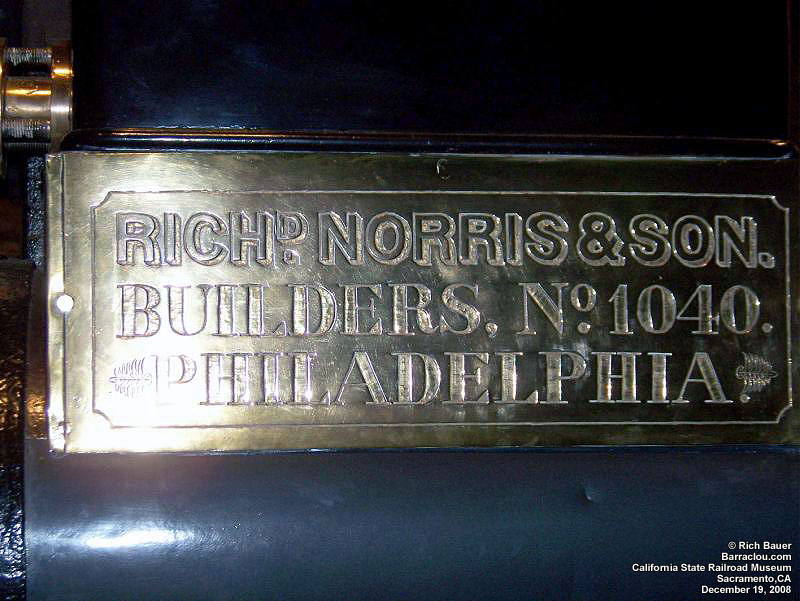 RICHD. NORRIS & SON.
BUILDERS, No. 1040.
PHILADELPHIA.
© Rich Bauer
Barraclou.com
California State Railroad Museum
Sacramento,CA
December 19, 2008